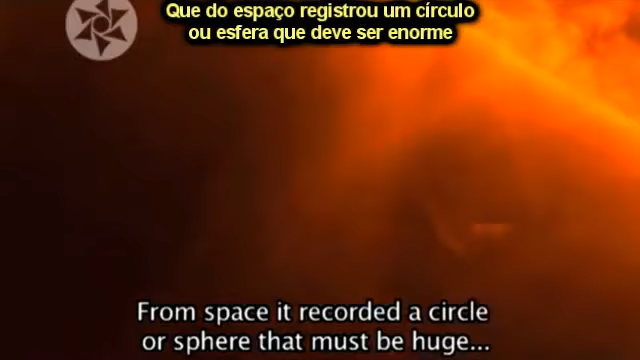 Que do espaço registrou um círculo
ou esfera que deve ser enorme
From space it recorded a circle
or sphere that must be huge...